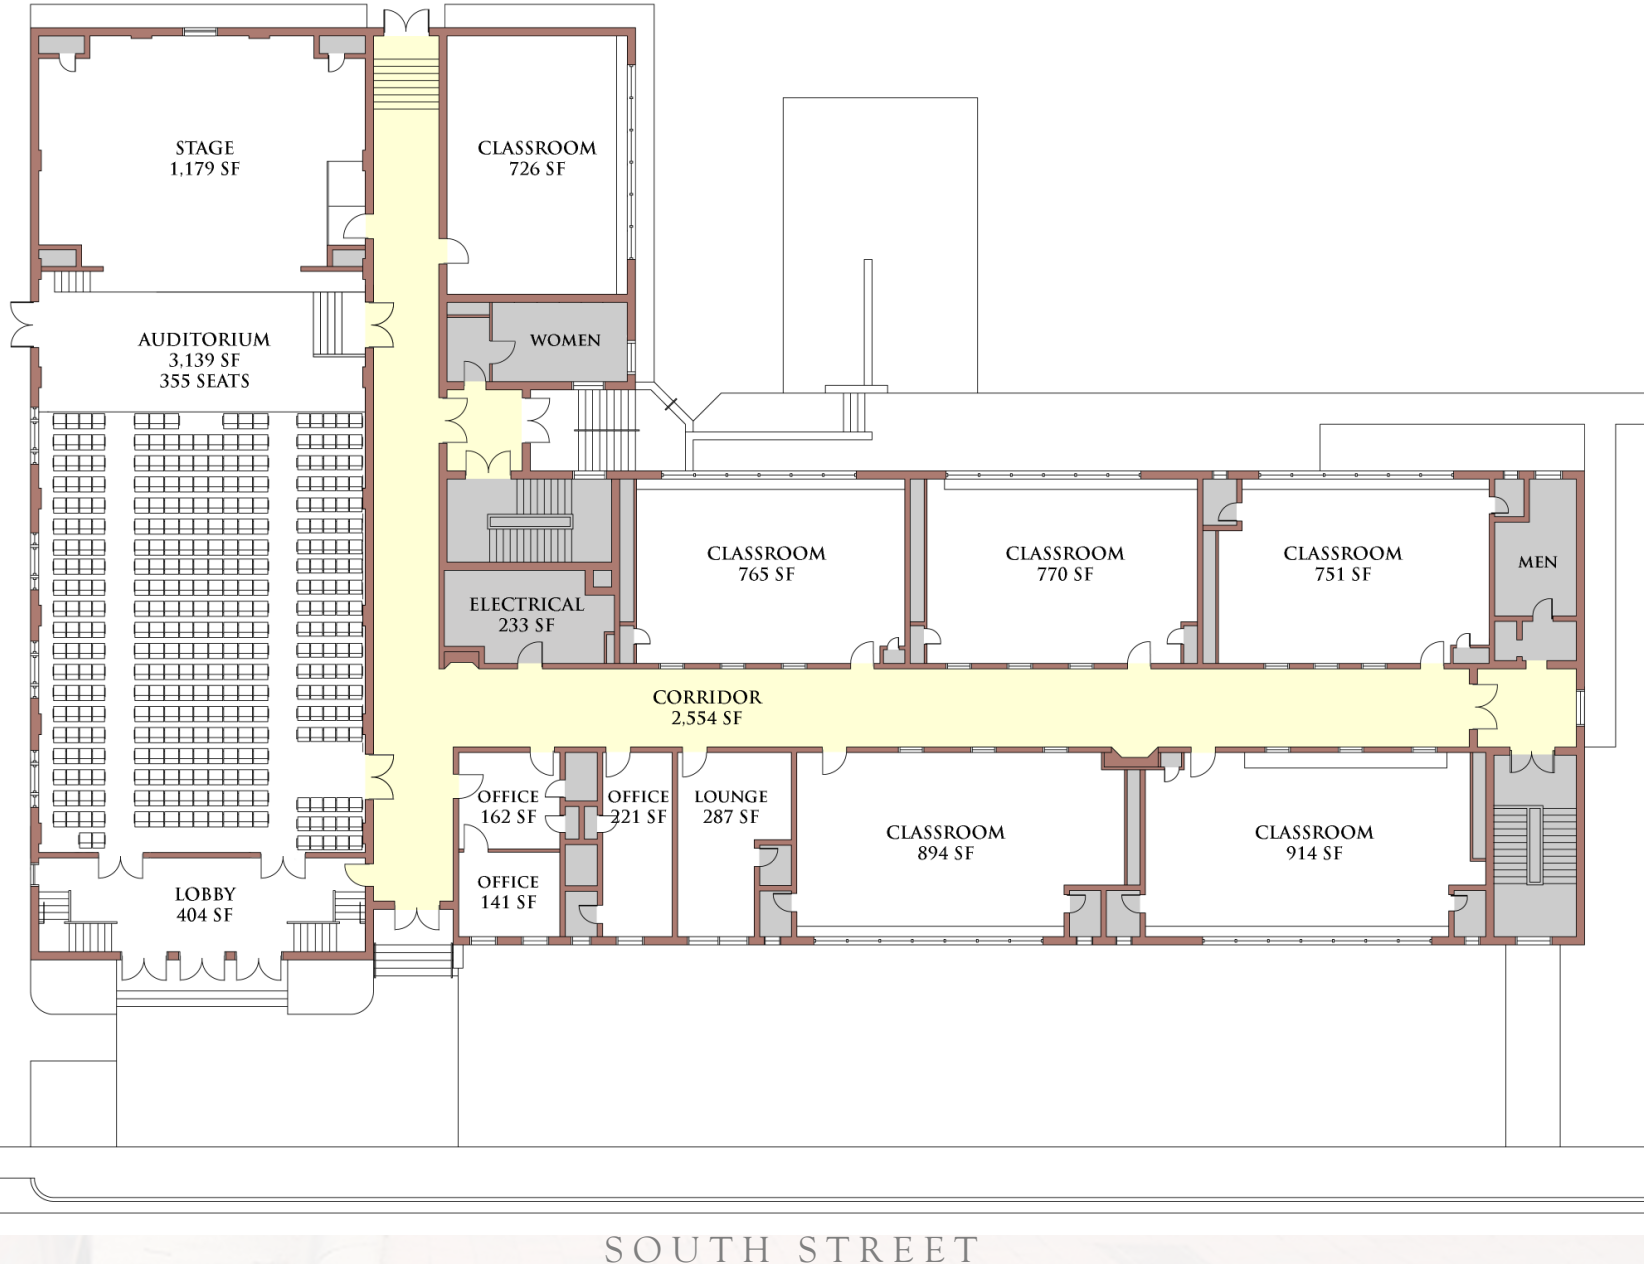 STAGE
1,179 SF
CLASSROOM
726 SF
AUDITORIUM
3,139 SF
355 SEATS
WOMEN
CLASSROOM
765 SF
CLASSROOM
770 SF
CLASSROOM
751 SF
MEN
ELECTRICAL
233 SF
CORRIDOR
2,554 SF
OFFICE
162 SF
OFFICE
221 SF
LOUNGE
287 SF
CLASSROOM
894 SF
CLASSROOM
914 SF
OFFICE
141 SF
LOBBY
404 SF
SOUTH STREET